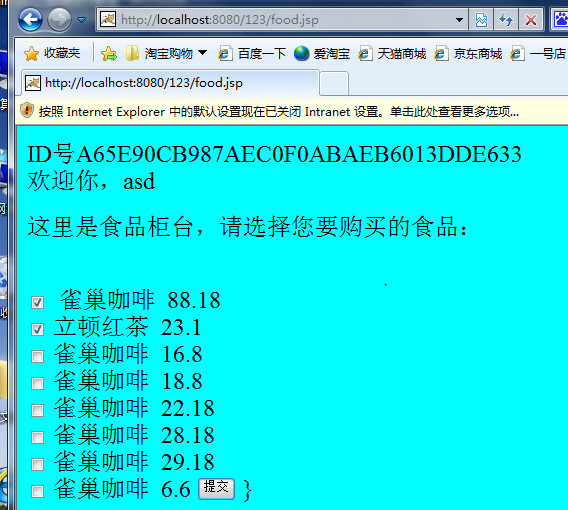 http://localhost:8080/123/food.jsp
收藏夹 淘宝购物 百度一下 爱淘宝 天猫商城 京东商城 一号店
http://localhost:8080/123/food.jsp
按照 Internet Explorer 中的默认设置现在已关闭 Intranet 设置。单击此处查看更多选项...
ID号A65E90CB987AEC0F0ABAEB6013DDE633
欢迎你，asd
这里是食品柜台，请选择您要购买的食品：
雀巢咖啡 88.18
立顿红茶 23.1
雀巢咖啡 16.8
雀巢咖啡 18.8
雀巢咖啡 22.18
雀巢咖啡 28.18
雀巢咖啡 29.18
雀巢咖啡 6.6 提交 }